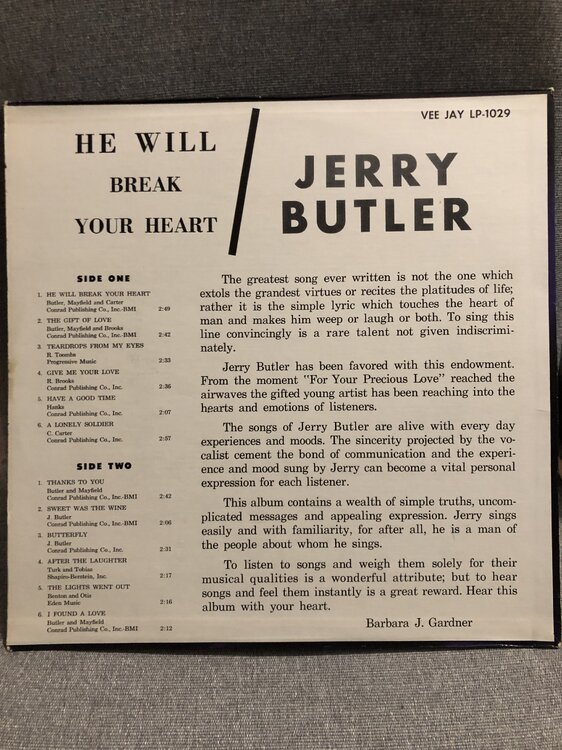 VEE JAY LP-1029
HE WILL
BREAK
YOUR HEART
JERRY
BUTLER
SIDE ONE
1. HE WILL BREAK YOUR HEART
Butler, Mayfield and Carter
Conrad Publishing Co., Inc.-BMI 2:49
2. THE GIFT OF LOVE
Butler, Mayfield and Brooks
Conrad Publishing Co., Inc.-BMI 2:42
3. TEARDROPS FROM MY EYES
R. Toombs
Progressive Music 2:33
4. GIVE ME YOUR LOVE
R. Brooks
Conrad Publishing Co., Inc. 2:36
5. HAVE A GOOD TIME
Hanks
Conrad Publishing Co., Inc. 2:07
6. A LONELY SOLDIER
C. Carter
Conrad Publishing Co., Inc. 2:57
SIDE TWO
1. THANKS TO YOU
Butler and Mayfield
Conrad Publishing Co., Inc.-BMI 2:42
2. SWEET WAS THE WINE
J. Butler
Conrad Publishing Co., Inc.-BMI 2:06
3. BUTTERFLY
J. Butler
Conrad Publishing Co., Inc. 2:31
4. AFTER THE LAUGHTER
Turk and Tobias
Shapiro-Berstein, Inc. 2:17
5. THE LIGHTS WENT OUT
Benton and Otis
Eden Music 2:16
6. I FOUND A LOVE
Butler and Mayfield
Conrad Publishing Co., Inc.-BMI 2:12
The greatest song ever written is not the one which
extols the grandest virtues or recites the platitudes of life;
rather it is the simple lyric which touches the heart of
man and makes him weep or laugh or both. To sing this
line convincingly is a rare talent not given indiscrimi-
nately.
Jerry Butler has been favored with this endowment.
From the moment "For Your Precious Love" reached the
airwaves the gifted young artist has been reaching into the
hearts and emotions of listeners.
The songs of Jerry Butler are alive with every day
experiences and moods. The sincerity projected by the vo-
calist cement the bond of communication and the experi-
ence and mood sung by Jerry can become a vital personal
expression for each listener.
This album contains a wealth of simple truths, uncom-
plicated messages and appealing expression. Jerry sings
easily and with familiarity, for after all, he is a man of
the people about whom he sings.
To listen to songs and weigh them solely for their
musical qualities is a wonderful attribute; but to hear
songs and feel them instantly is a great reward. Hear this
album with your heart.
Barbara J. Gardner